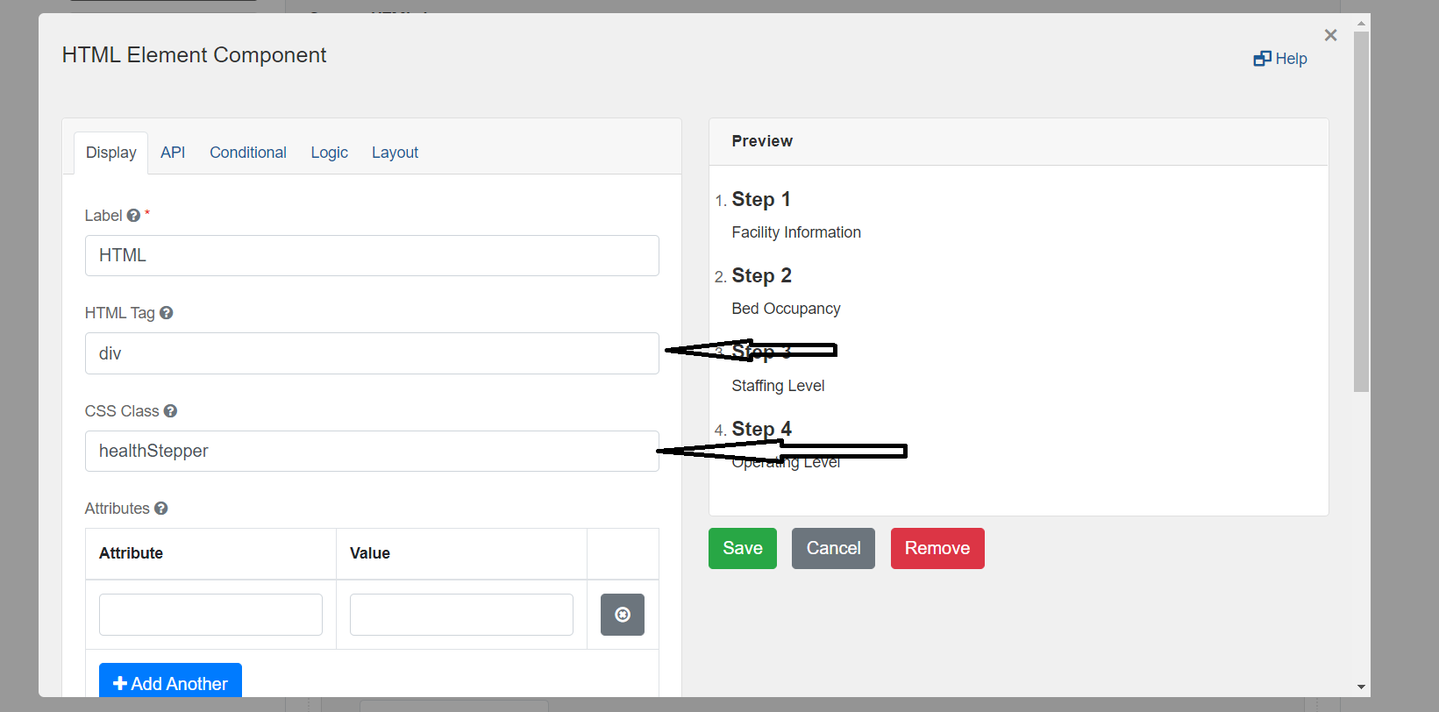 HTML Element Component
Help
Display API Conditional Logic Layout
Label *
HTML
HTML Tag
div
CSS Class
healthStepper
Attributes
Attribute Value
Add Another
Preview
1. Step 1
Facility Information
2. Step 2
Bed Occupancy
3. Step 3
Staffing Level
4. Step 4
Operating Level
Save Cancel Remove